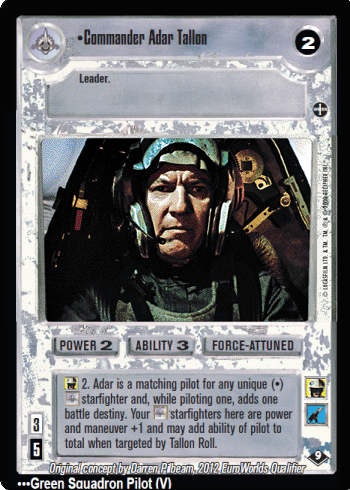 •Commander Adar Tallon
2
Leader.
POWER 2
ABILITY 3
FORCE-ATTUNED
2. Adar is a matching pilot for any unique (•)
starfighter and, while piloting one, adds one
battle destiny. Your starfighters here are power
and maneuver +1 and may add ability of pilot to
total when targeted by Tallon Roll.
3
5
9
Original concept by Darren Pilbeam, 2012 EuroWorlds Qualifier
•••Green Squadron Pilot (V)